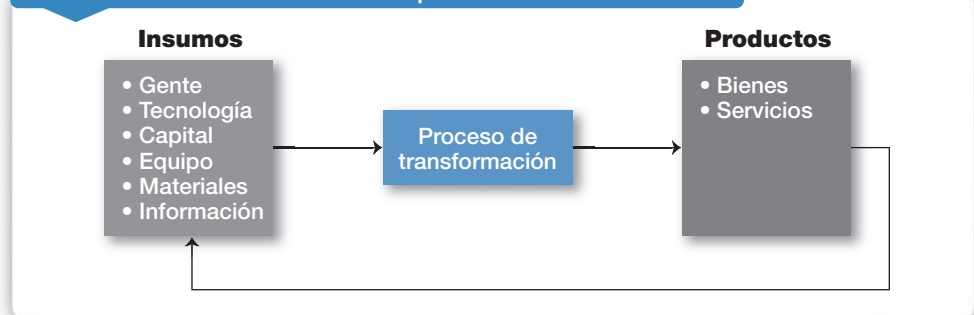 Insumos
• Gente
• Tecnología
• Capital
• Equipo
• Materiales
• Información
Proceso de
transformación
Productos
• Bienes
• Servicios